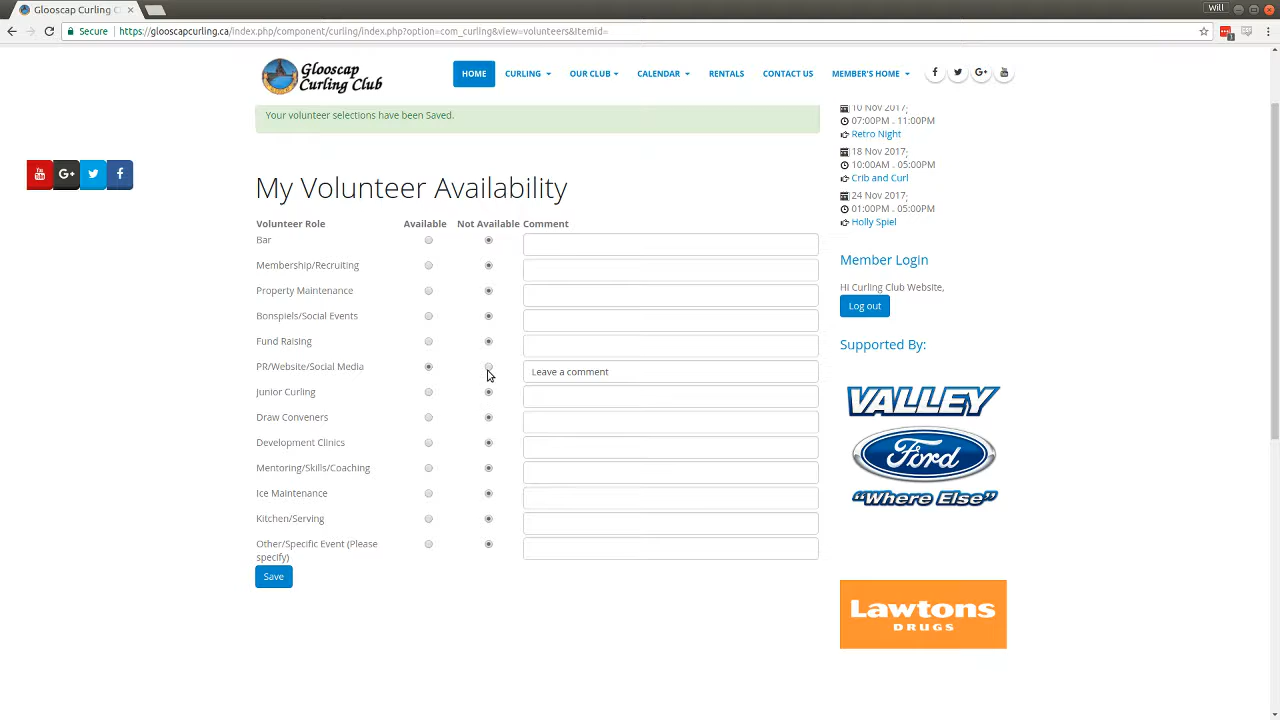 Glooscap Curling C
Will
Secure
https://glooscapcurling.ca/index.php/component/curling/index.php?option=com_curling&view=volunteers&Itemid=
Glooscap
Curling Club
HOME
CURLING
OUR CLUB
CALENDAR
RENTALS
CONTACT US
MEMBER'S HOME
Your volunteer selections have been Saved.
My Volunteer Availability
Volunteer Role Available Not Available Comment
Bar
Membership/Recruiting
Property Maintenance
Bonspiels/Social Events
Fund Raising
PR/Website/Social Media Leave a comment
Junior Curling
Draw Conveners
Development Clinics
Mentoring/Skills/Coaching
Ice Maintenance
Kitchen/Serving
Other/Specific Event (Please
specify)
Save
10 Nov 2017;
07:00PM - 11:00PM
Retro Night
18 Nov 2017;
10:00AM - 05:00PM
Crib and Curl
24 Nov 2017;
01:00PM - 05:00PM
Holly Spiel
Member Login
Hi Curling Club Website,
Log out
Supported By:
VALLEY
Ford
"Where Else"
Lawtons
DRUGS